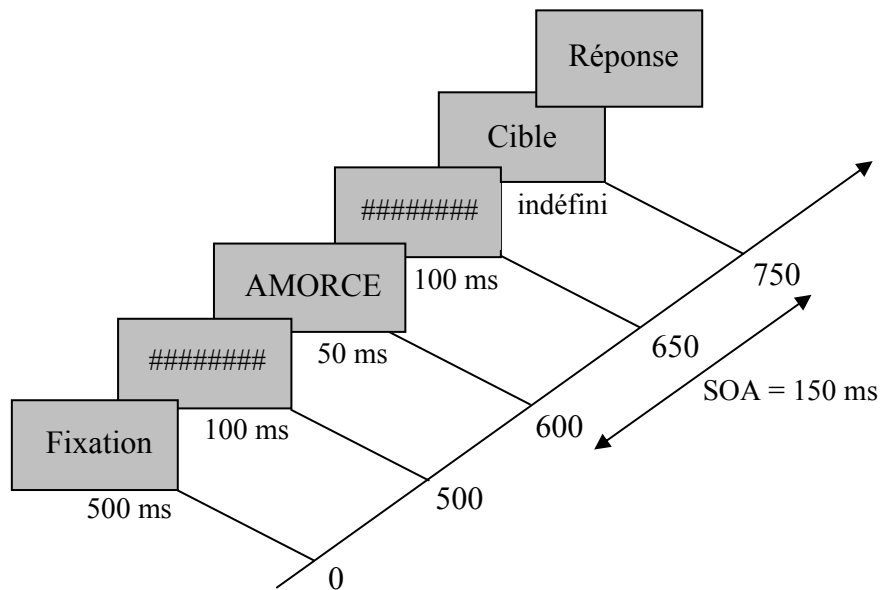 Réponse
Cible
########
indéfini
AMORCE
100 ms
750
########
50 ms
650
SOA = 150 ms
Fixation
100 ms
600
500 ms
500
0